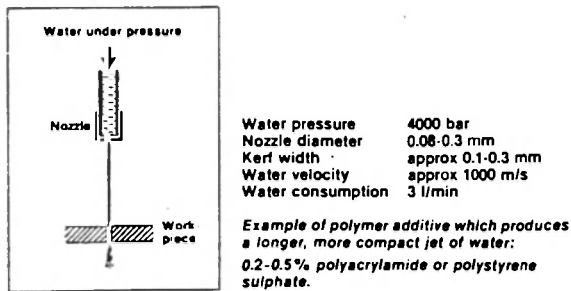 Water under pressure
Nozzle
Work-
piece
Water pressure 4000 bar
Nozzle diameter 0.08-0.3 mm
Kerf width approx 0.1-0.3 mm
Water velocity approx 1000 m/s
Water consumption 3 l/min
Example of polymer additive which produces
a longer, more compact jet of water:
0.2-0.5% polyacrylamide or polystyrene
sulphate.